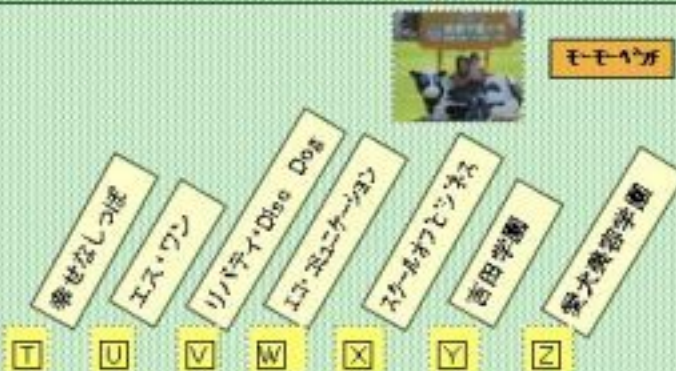 モーモーベンチ
幸せなしっぽ
エス・ワン
リバティ・Disc Dog
エコ・コミュニケーション
スクールオブビジネス
吉田学園
愛犬美容学園
T U V W X Y Z